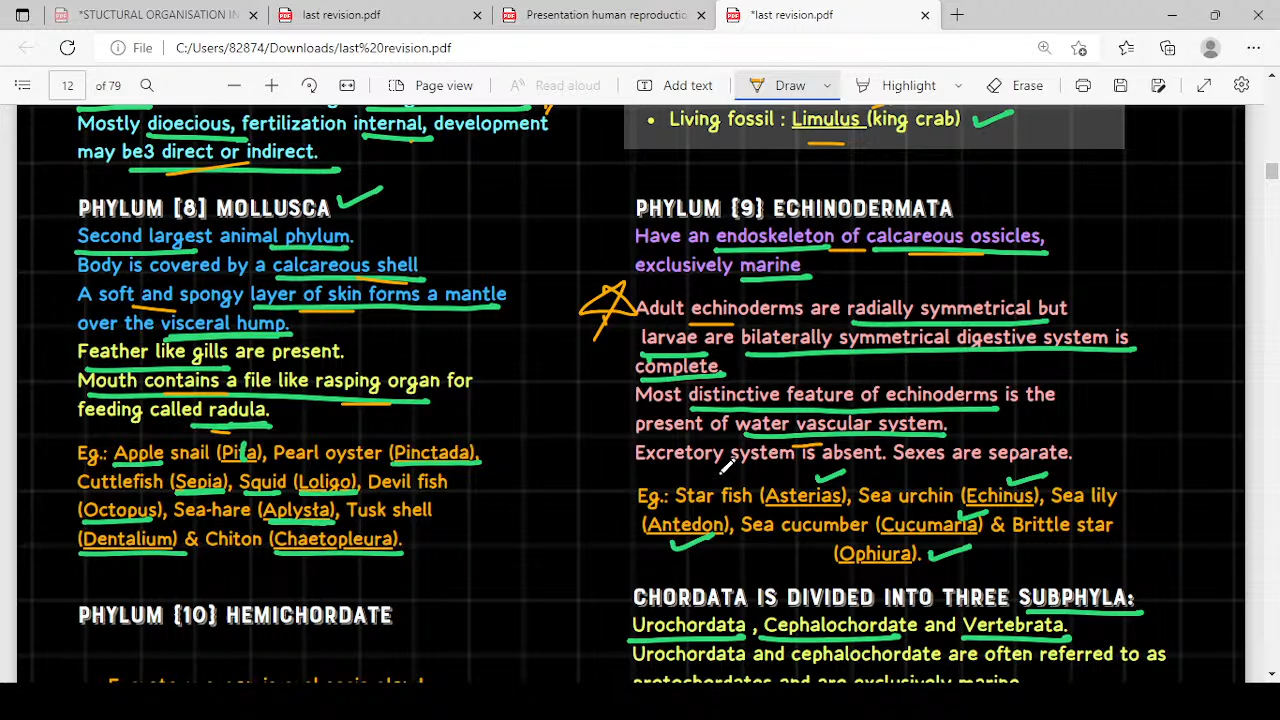 *STUCTURAL ORGANISATION IN
last revision.pdf
Presentation human reproductio
*last revision.pdf
File
C:/Users/82874/Downloads/last%20revision.pdf
12 of 79
Page view
Read aloud
Add text
Draw
Highlight
Erase
Mostly dioecious, fertilization internal, development
may be3 direct or indirect.
PHYLUM [8] MOLLUSCA
Second largest animal phylum.
Body is covered by a calcareous shell
A soft and spongy layer of skin forms a mantle
over the visceral hump.
Feather like gills are present.
Mouth contains a file like rasping organ for
feeding called radula.
Eg.: Apple snail (Pila), Pearl oyster (Pinctada),
Cuttlefish (Sepia), Squid (Loligo), Devil fish
(Octopus), Sea-hare (Aplysta), Tusk shell
(Dentalium) & Chiton (Chaetopleura).
PHYLUM {10} HEMICHORDATE
• Living fossil : Limulus (king crab)
PHYLUM {9} ECHINODERMATA
Have an endoskeleton of calcareous ossicles,
exclusively marine
Adult echinoderms are radially symmetrical but
larvae are bilaterally symmetrical digestive system is
complete.
Most distinctive feature of echinoderms is the
present of water vascular system.
Excretory system is absent. Sexes are separate.
Eg.: Star fish (Asterias), Sea urchin (Echinus), Sea lily
(Antedon), Sea cucumber (Cucumaria) & Brittle star
(Ophiura).
CHORDATA IS DIVIDED INTO THREE SUBPHYLA:
Urochordata , Cephalochordate and Vertebrata.
Urochordata and cephalochordate are often referred to as
protochordates and are exclusively marine